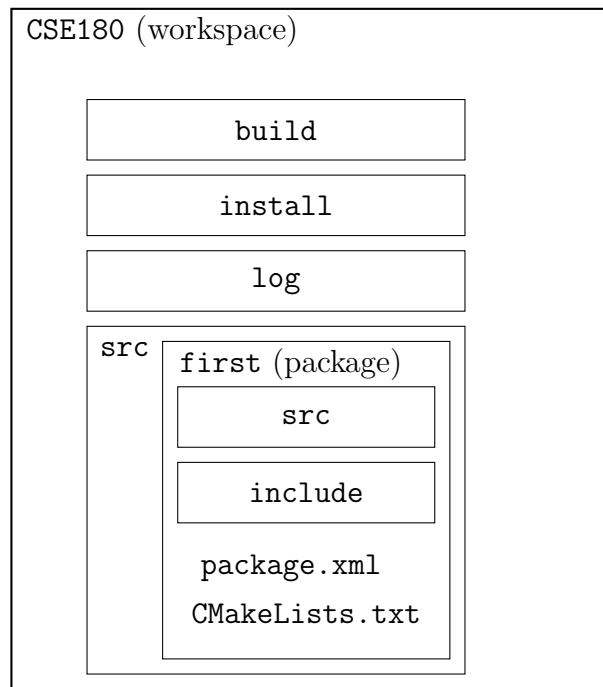 CSE180 (workspace)
build
install
log
src
first (package)
src
include
package.xml
CMakeLists.txt